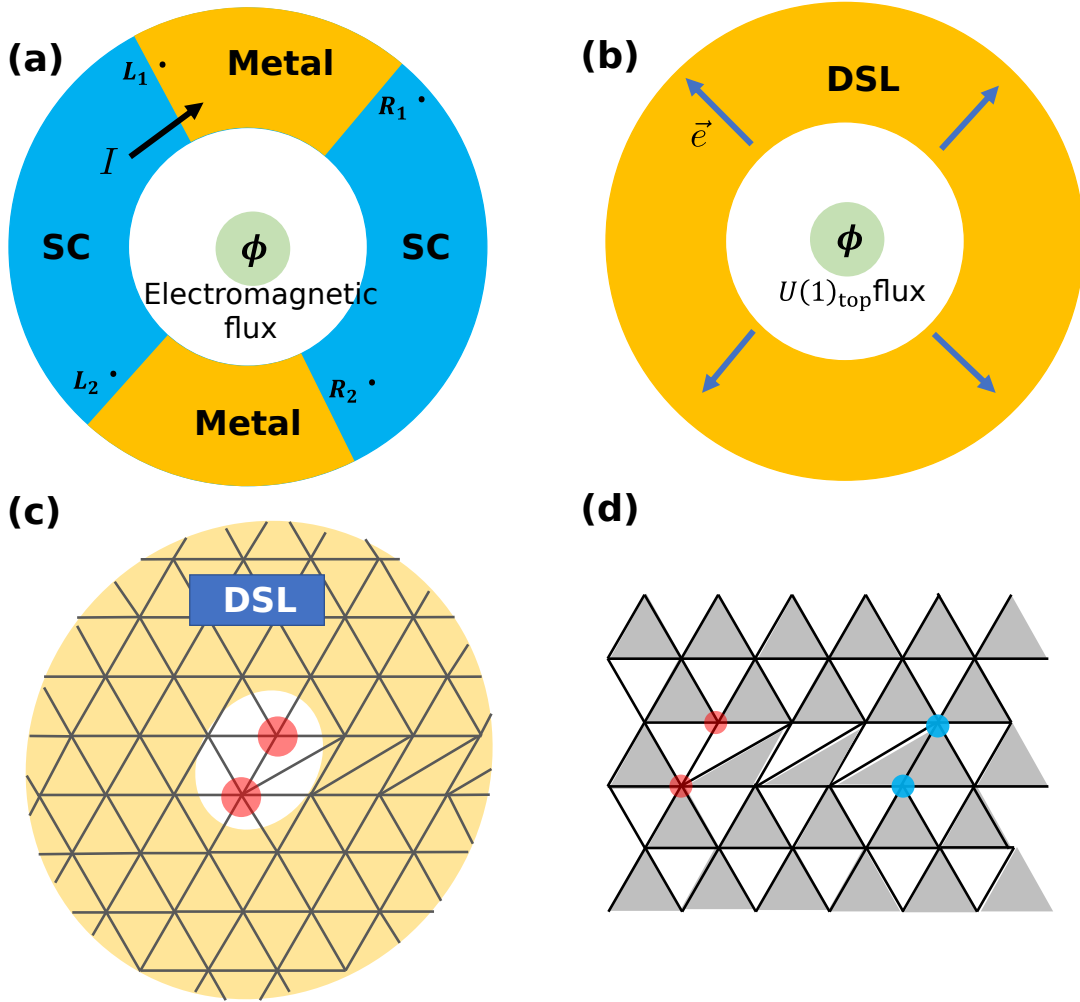 (a)
Metal
L₁
R₁
I
SC
ϕ
SC
Electromagnetic
flux
L₂
R₂
Metal
(b)
DSL
e⃗
ϕ
U(1)ₜₒₚ flux
(c)
DSL
(d)